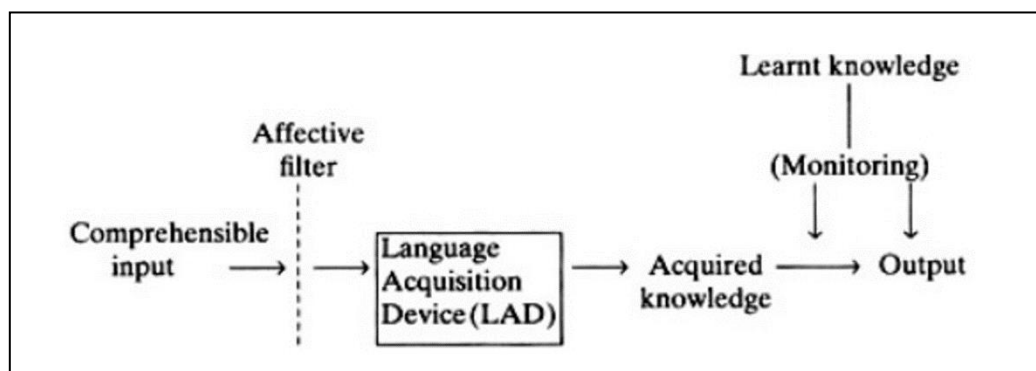 Learnt knowledge
Affective
filter
(Monitoring)
Comprehensible
input
Language
Acquisition
Device (LAD)
Acquired
knowledge
Output